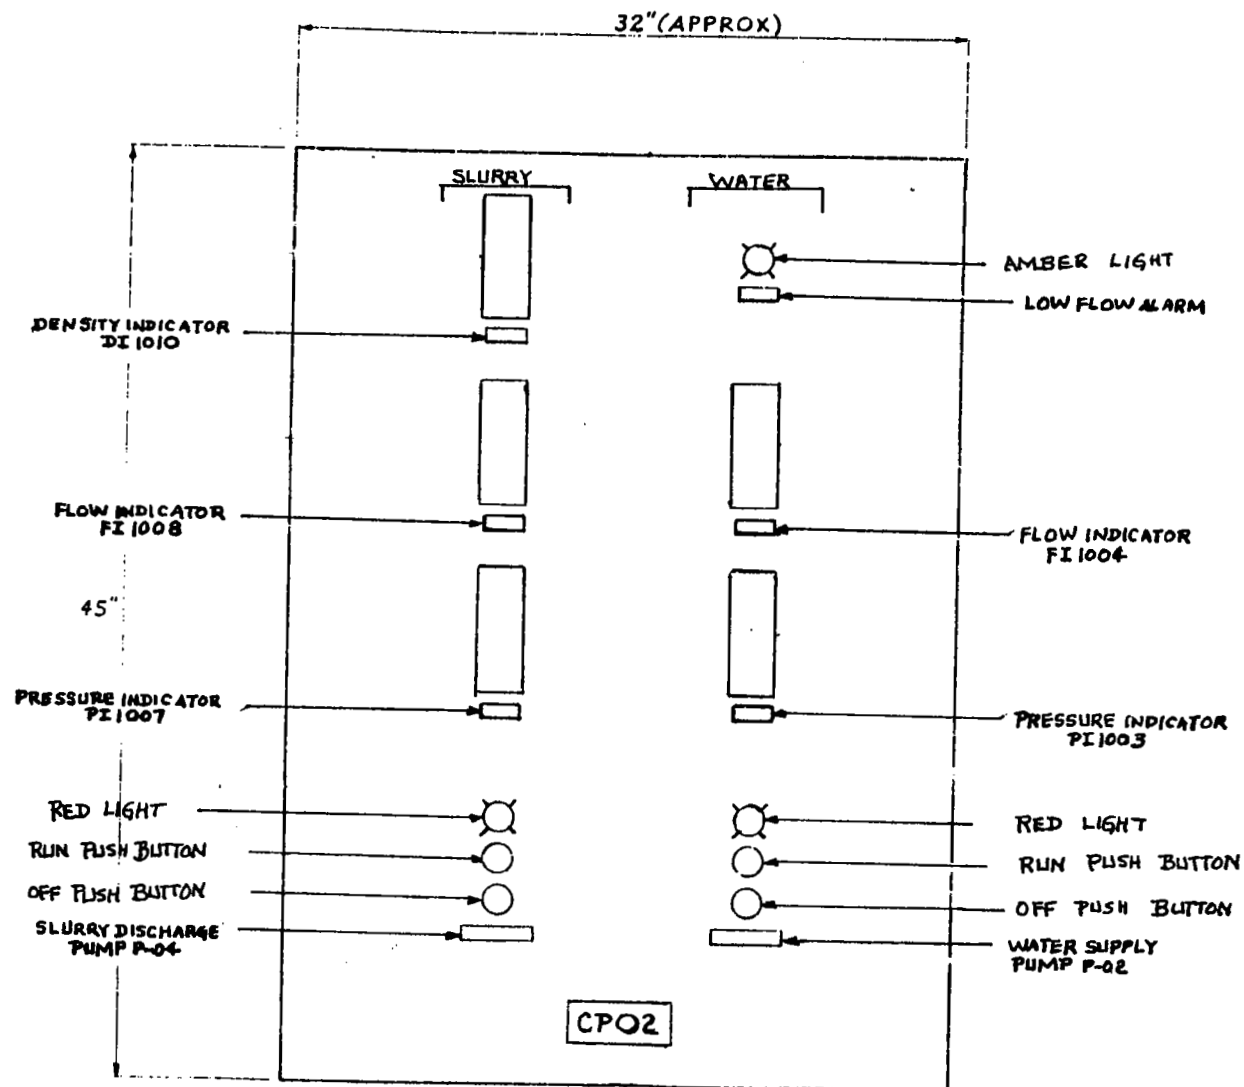 32"(APPROX)
SLURRY
WATER
AMBER LIGHT
LOW FLOW ALARM
DENSITY INDICATOR
DI 1010
FLOW INDICATOR
FI 1008
FLOW INDICATOR
FI 1004
45"
PRESSURE INDICATOR
PI 1007
PRESSURE INDICATOR
PI 1003
RED LIGHT
RED LIGHT
RUN PUSH BUTTON
RUN PUSH BUTTON
OFF PUSH BUTTON
OFF PUSH BUTTON
SLURRY DISCHARGE
PUMP P-04
WATER SUPPLY
PUMP P-02
CP02